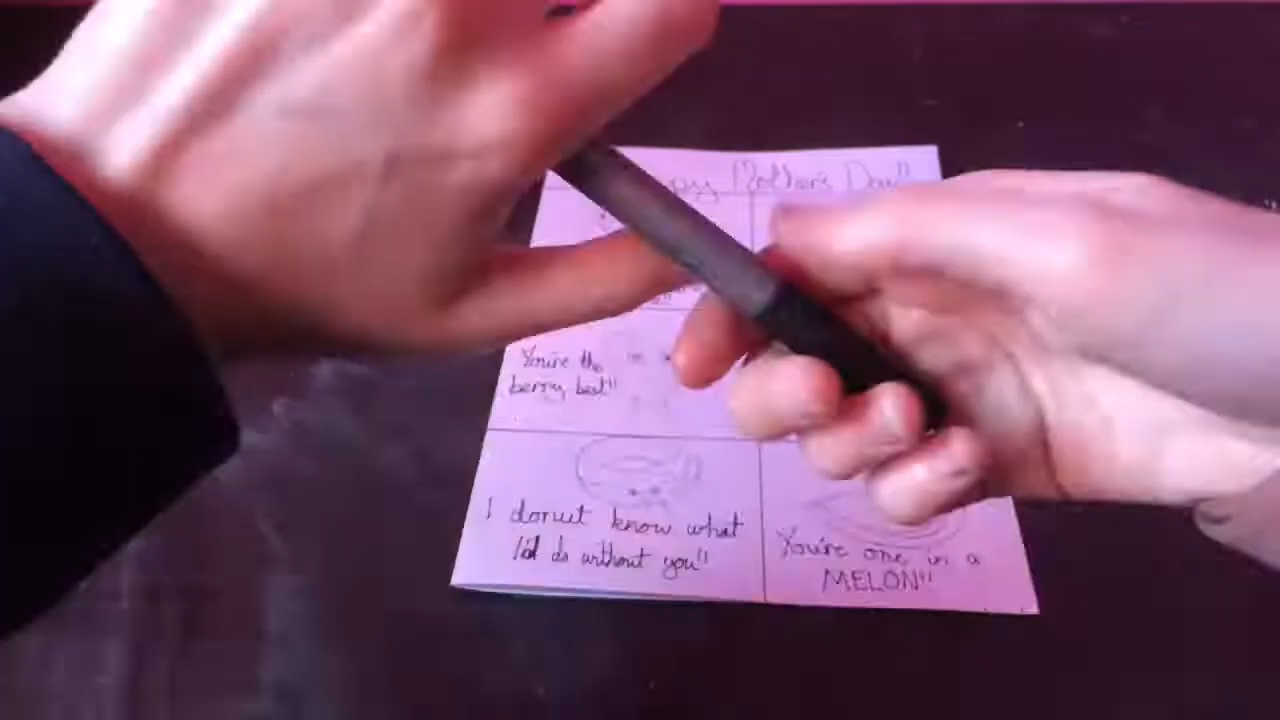 Mother's Day!!
You're the
berry best!!
I donut know what
I'd do without you!!
You're one in a
MELON!!